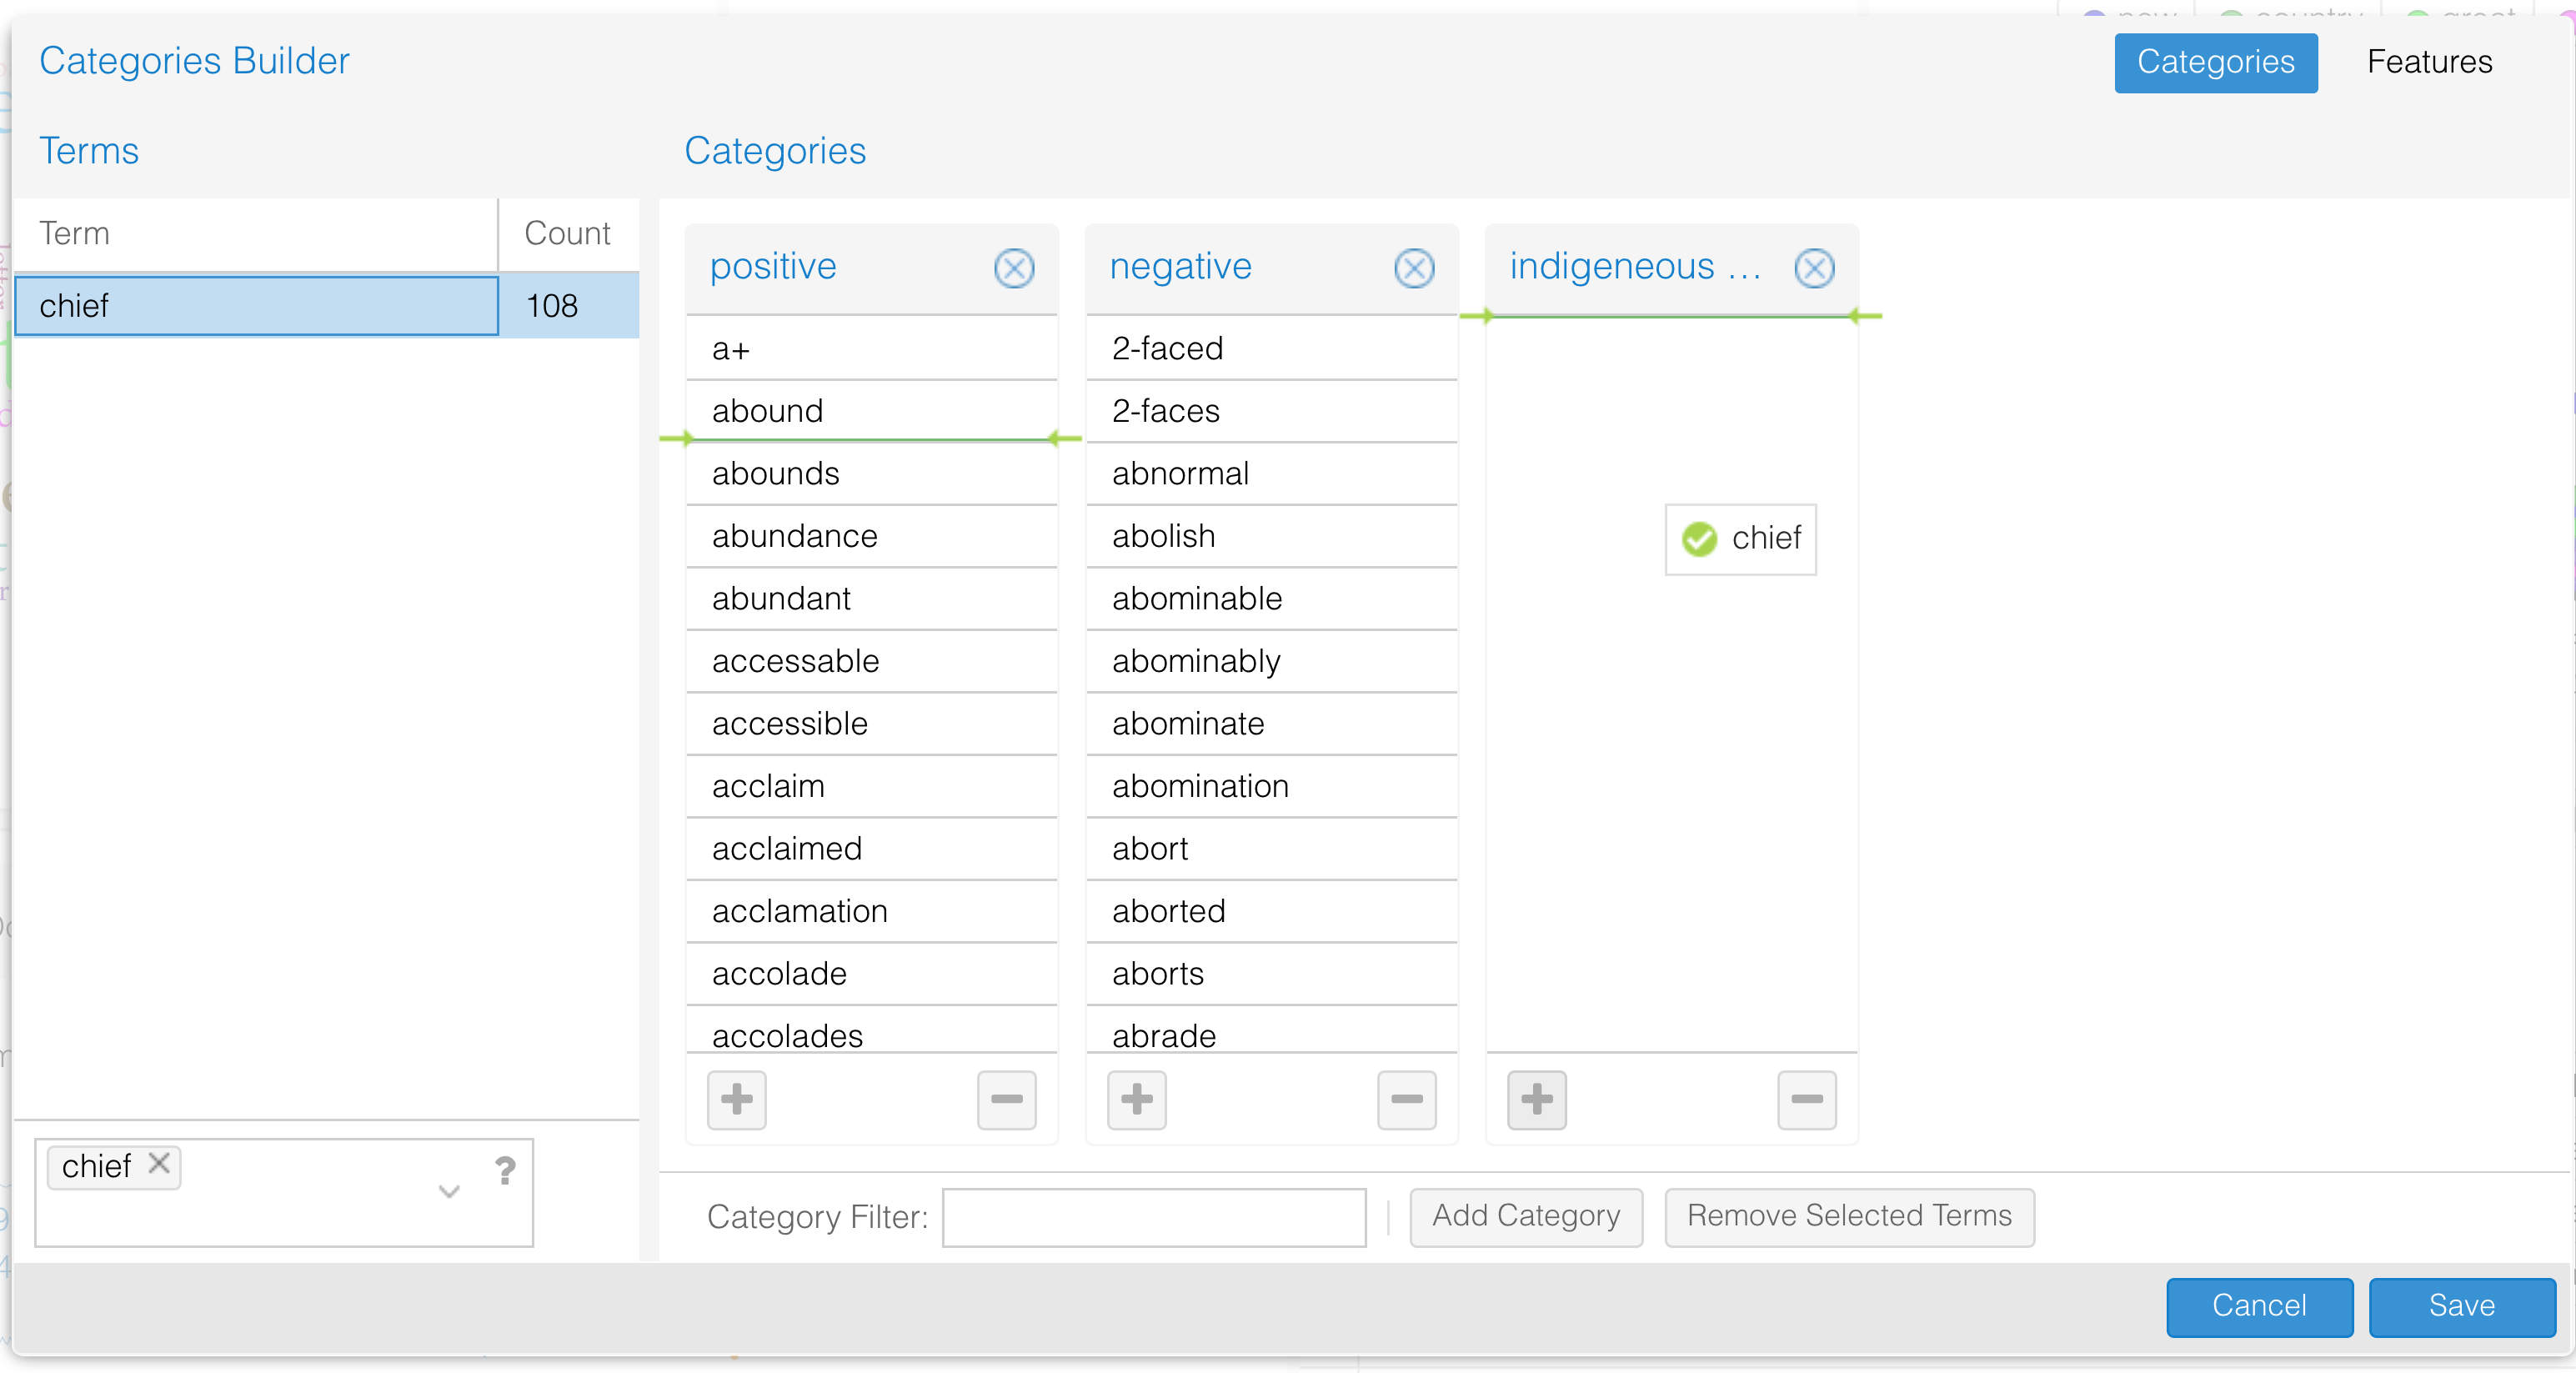 Categories Builder
Categories
Features
Terms
Categories
Term
Count
chief
108
positive
a+
abound
abounds
abundance
abundant
accessable
accessible
acclaim
acclaimed
acclamation
accolade
accolades
negative
2-faced
2-faces
abnormal
abolish
abominable
abominably
abominate
abomination
abort
aborted
aborts
abrade
indigeneous ...
chief
chief
?
Category Filter:
Add Category
Remove Selected Terms
Cancel
Save